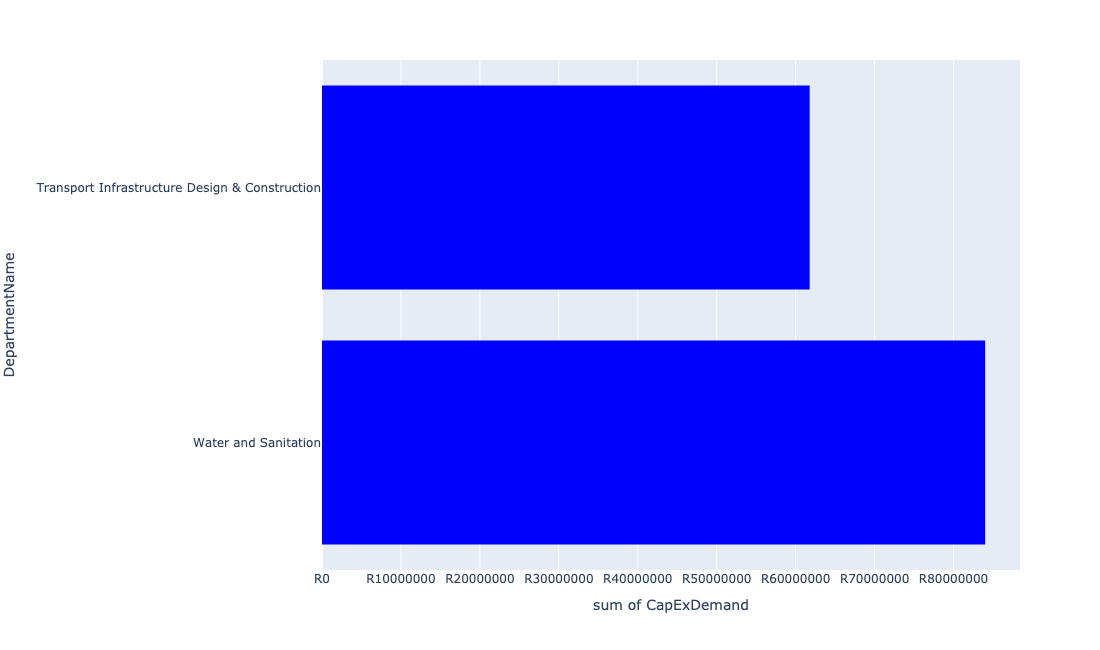 DepartmentName
Transport Infrastructure Design & Construction
Water and Sanitation
R0 R10000000 R20000000 R30000000 R40000000 R50000000 R60000000 R70000000 R80000000
sum of CapExDemand